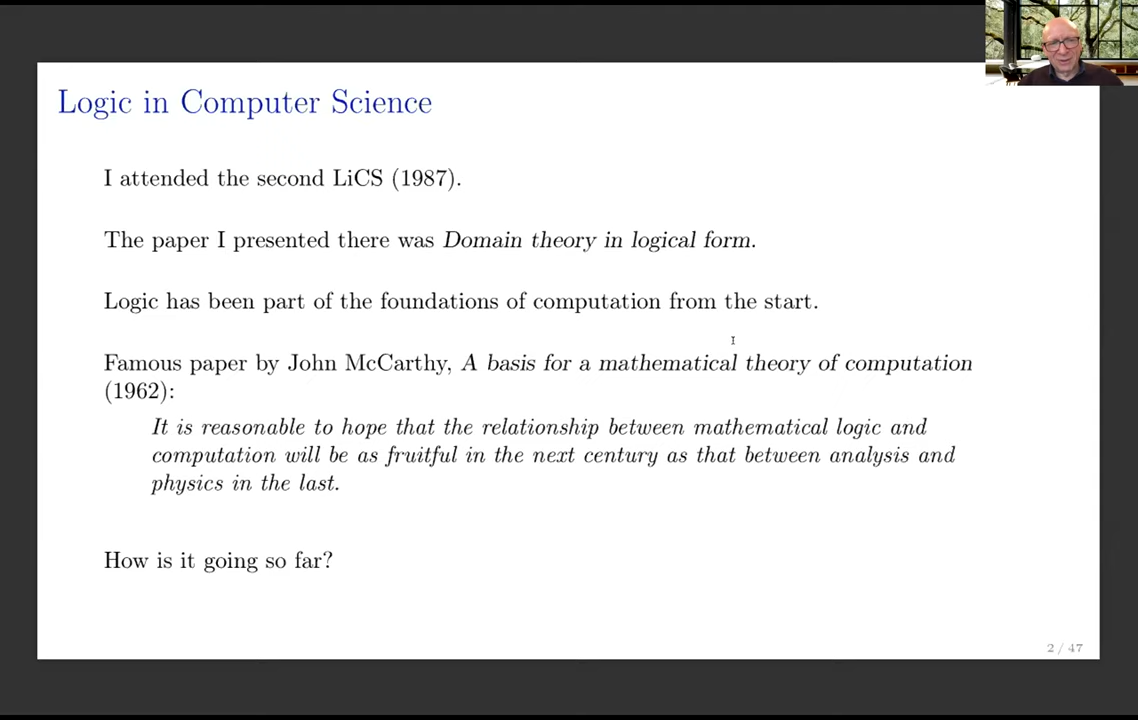 Logic in Computer Science
I attended the second LiCS (1987).
The paper I presented there was Domain theory in logical form.
Logic has been part of the foundations of computation from the start.
Famous paper by John McCarthy, A basis for a mathematical theory of computation
(1962):
It is reasonable to hope that the relationship between mathematical logic and
computation will be as fruitful in the next century as that between analysis and
physics in the last.
How is it going so far?
2 / 47